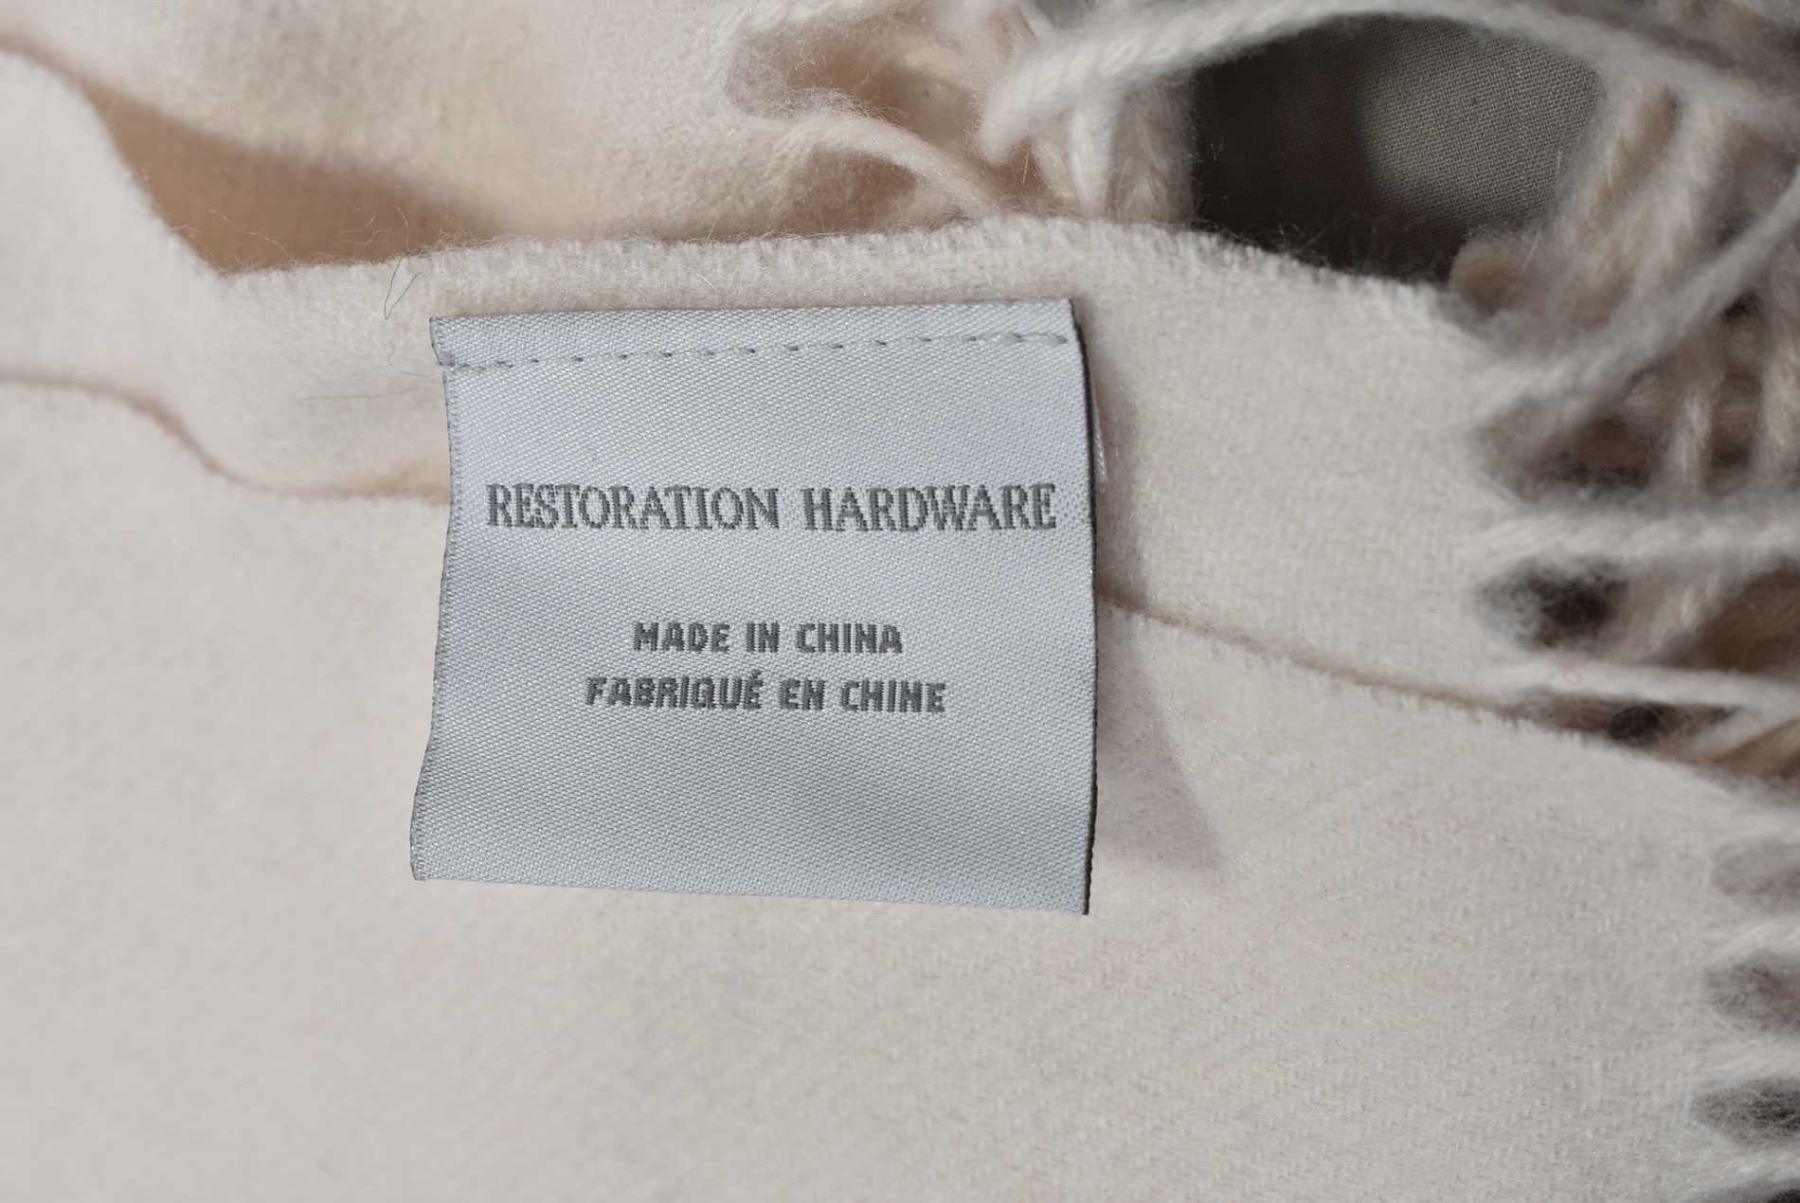 RESTORATION HARDWARE
MADE IN CHINA
FABRIQUÉ EN CHINE